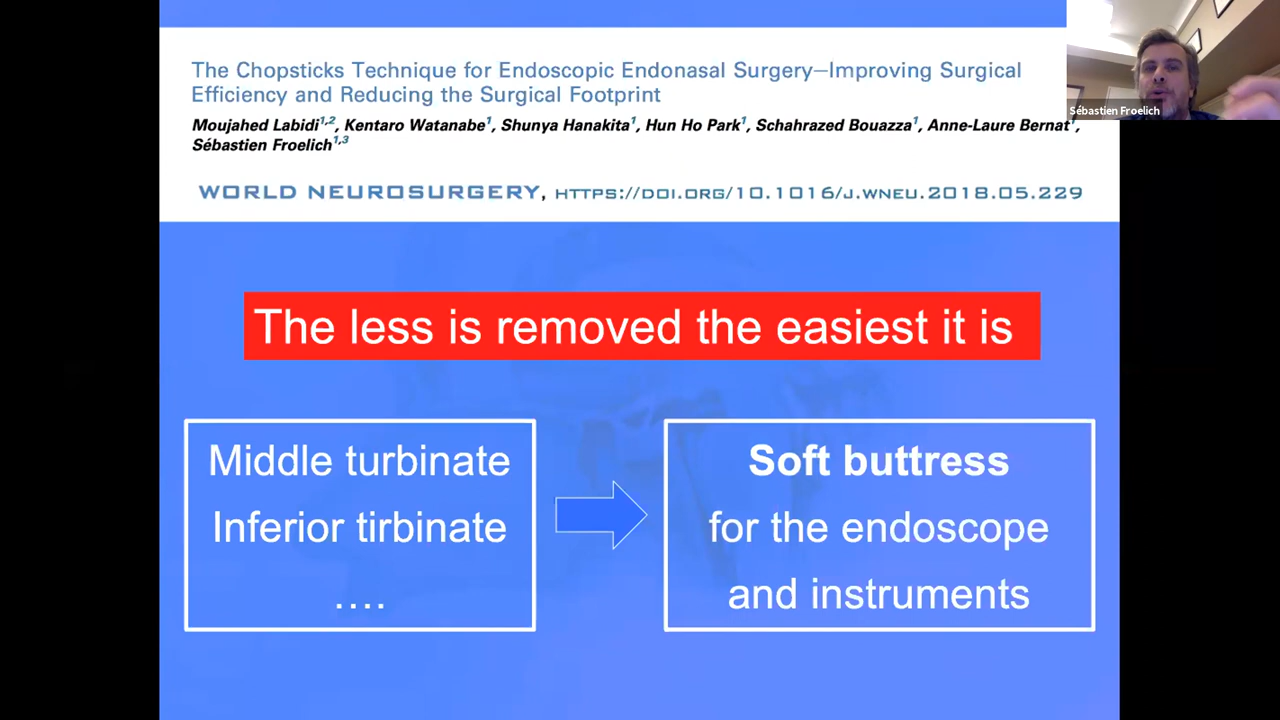 The Chopsticks Technique for Endoscopic Endonasal Surgery—Improving Surgical
Efficiency and Reducing the Surgical Footprint
Moujahed Labidi1,2, Kentaro Watanabe1, Shunya Hanakita1, Hun Ho Park1, Schahrazed Bouazza1, Anne-Laure Bernat1,
Sébastien Froelich1,3
WORLD NEUROSURGERY, HTTPS://DOI.ORG/10.1016/J.WNEU.2018.05.229
Sébastien Froelich
The less is removed the easiest it is
Middle turbinate
Inferior tirbinate
....
Soft buttress
for the endoscope
and instruments